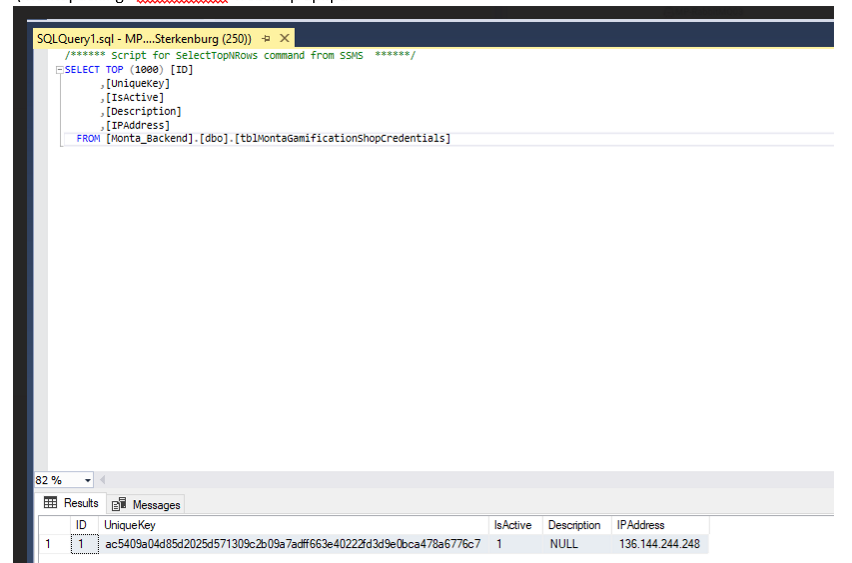 SQLQuery1.sql - MP....Sterkenburg (250))
/****** Script for SelectTopNRows command from SSMS ******/
SELECT TOP (1000) [ID]
,[UniqueKey]
,[IsActive]
,[Description]
,[IPAddress]
FROM [Monta_Backend].[dbo].[tblMontaGamificationShopCredentials]
82 %
Results Messages
ID UniqueKey IsActive Description IPAddress
1 1 ac5409a04d85d2025d571309c2b09a7adff663e40222fd3d9e0bca478a6776c7 1 NULL 136.144.244.248